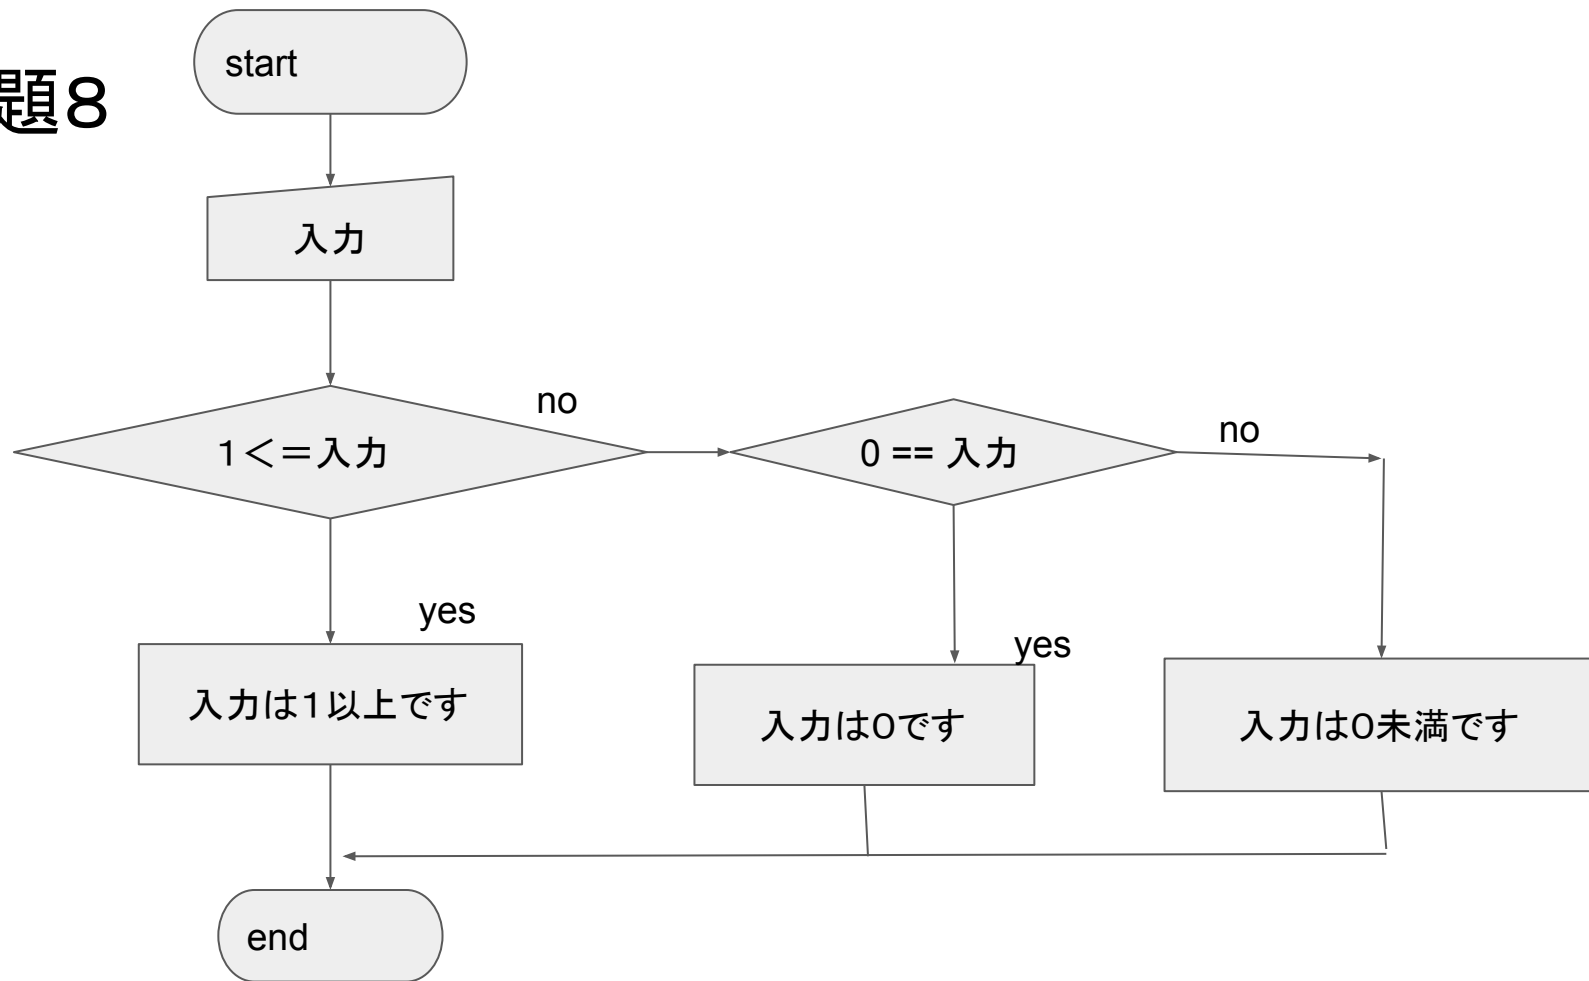 題８
start
入力
１＜＝入力
no
0 == 入力
no
yes
yes
入力は１以上です
入力は０です
入力は０未満です
end